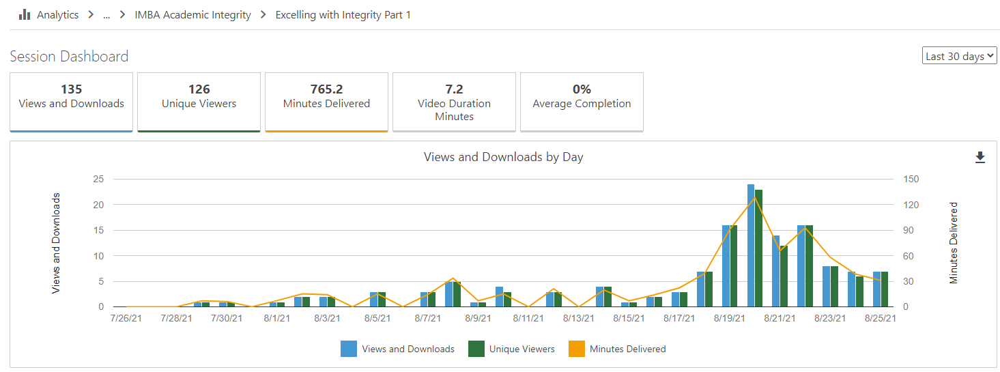 Analytics > ... > IMBA Academic Integrity > Excelling with Integrity Part 1
Session Dashboard
Last 30 days
135
Views and Downloads
126
Unique Viewers
765.2
Minutes Delivered
7.2
Video Duration
Minutes
0%
Average Completion
Views and Downloads by Day
Views and Downloads
25
20
15
10
5
0
150
120
90
60
30
0
Minutes Delivered
7/26/21 7/28/21 7/30/21 8/1/21 8/3/21 8/5/21 8/7/21 8/9/21 8/11/21 8/13/21 8/15/21 8/17/21 8/19/21 8/21/21 8/23/21 8/25/21
Views and Downloads Unique Viewers Minutes Delivered